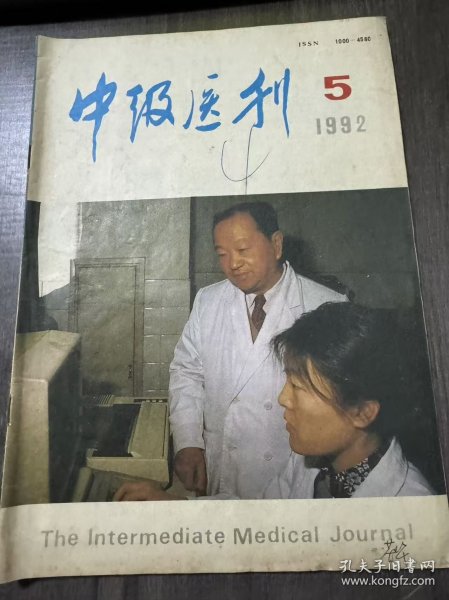 ISSN 1000-4560
中级医刊
5
1992
The Intermediate Medical Journal
孔夫子旧书网
www.kongfz.com